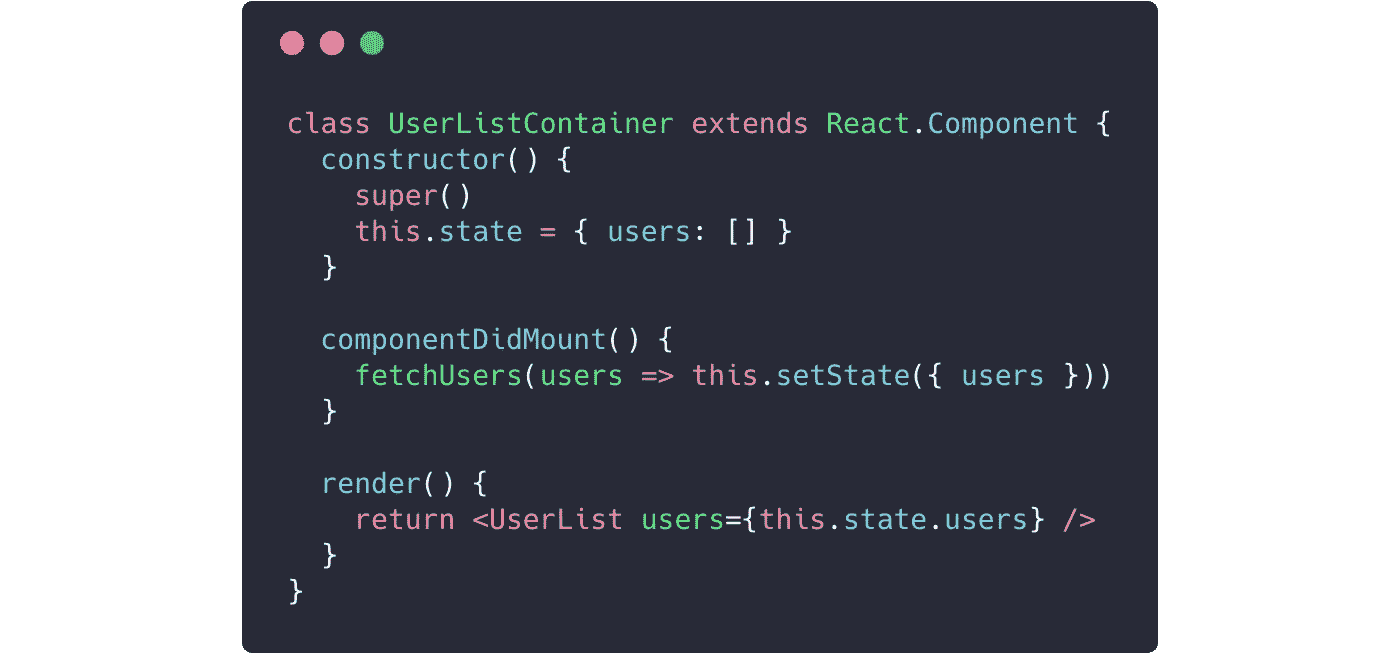 class UserListContainer extends React.Component {
  constructor() {
    super()
    this.state = { users: [] }
  }

  componentDidMount() {
    fetchUsers(users => this.setState({ users }))
  }

  render() {
    return <UserList users={this.state.users} />
  }
}